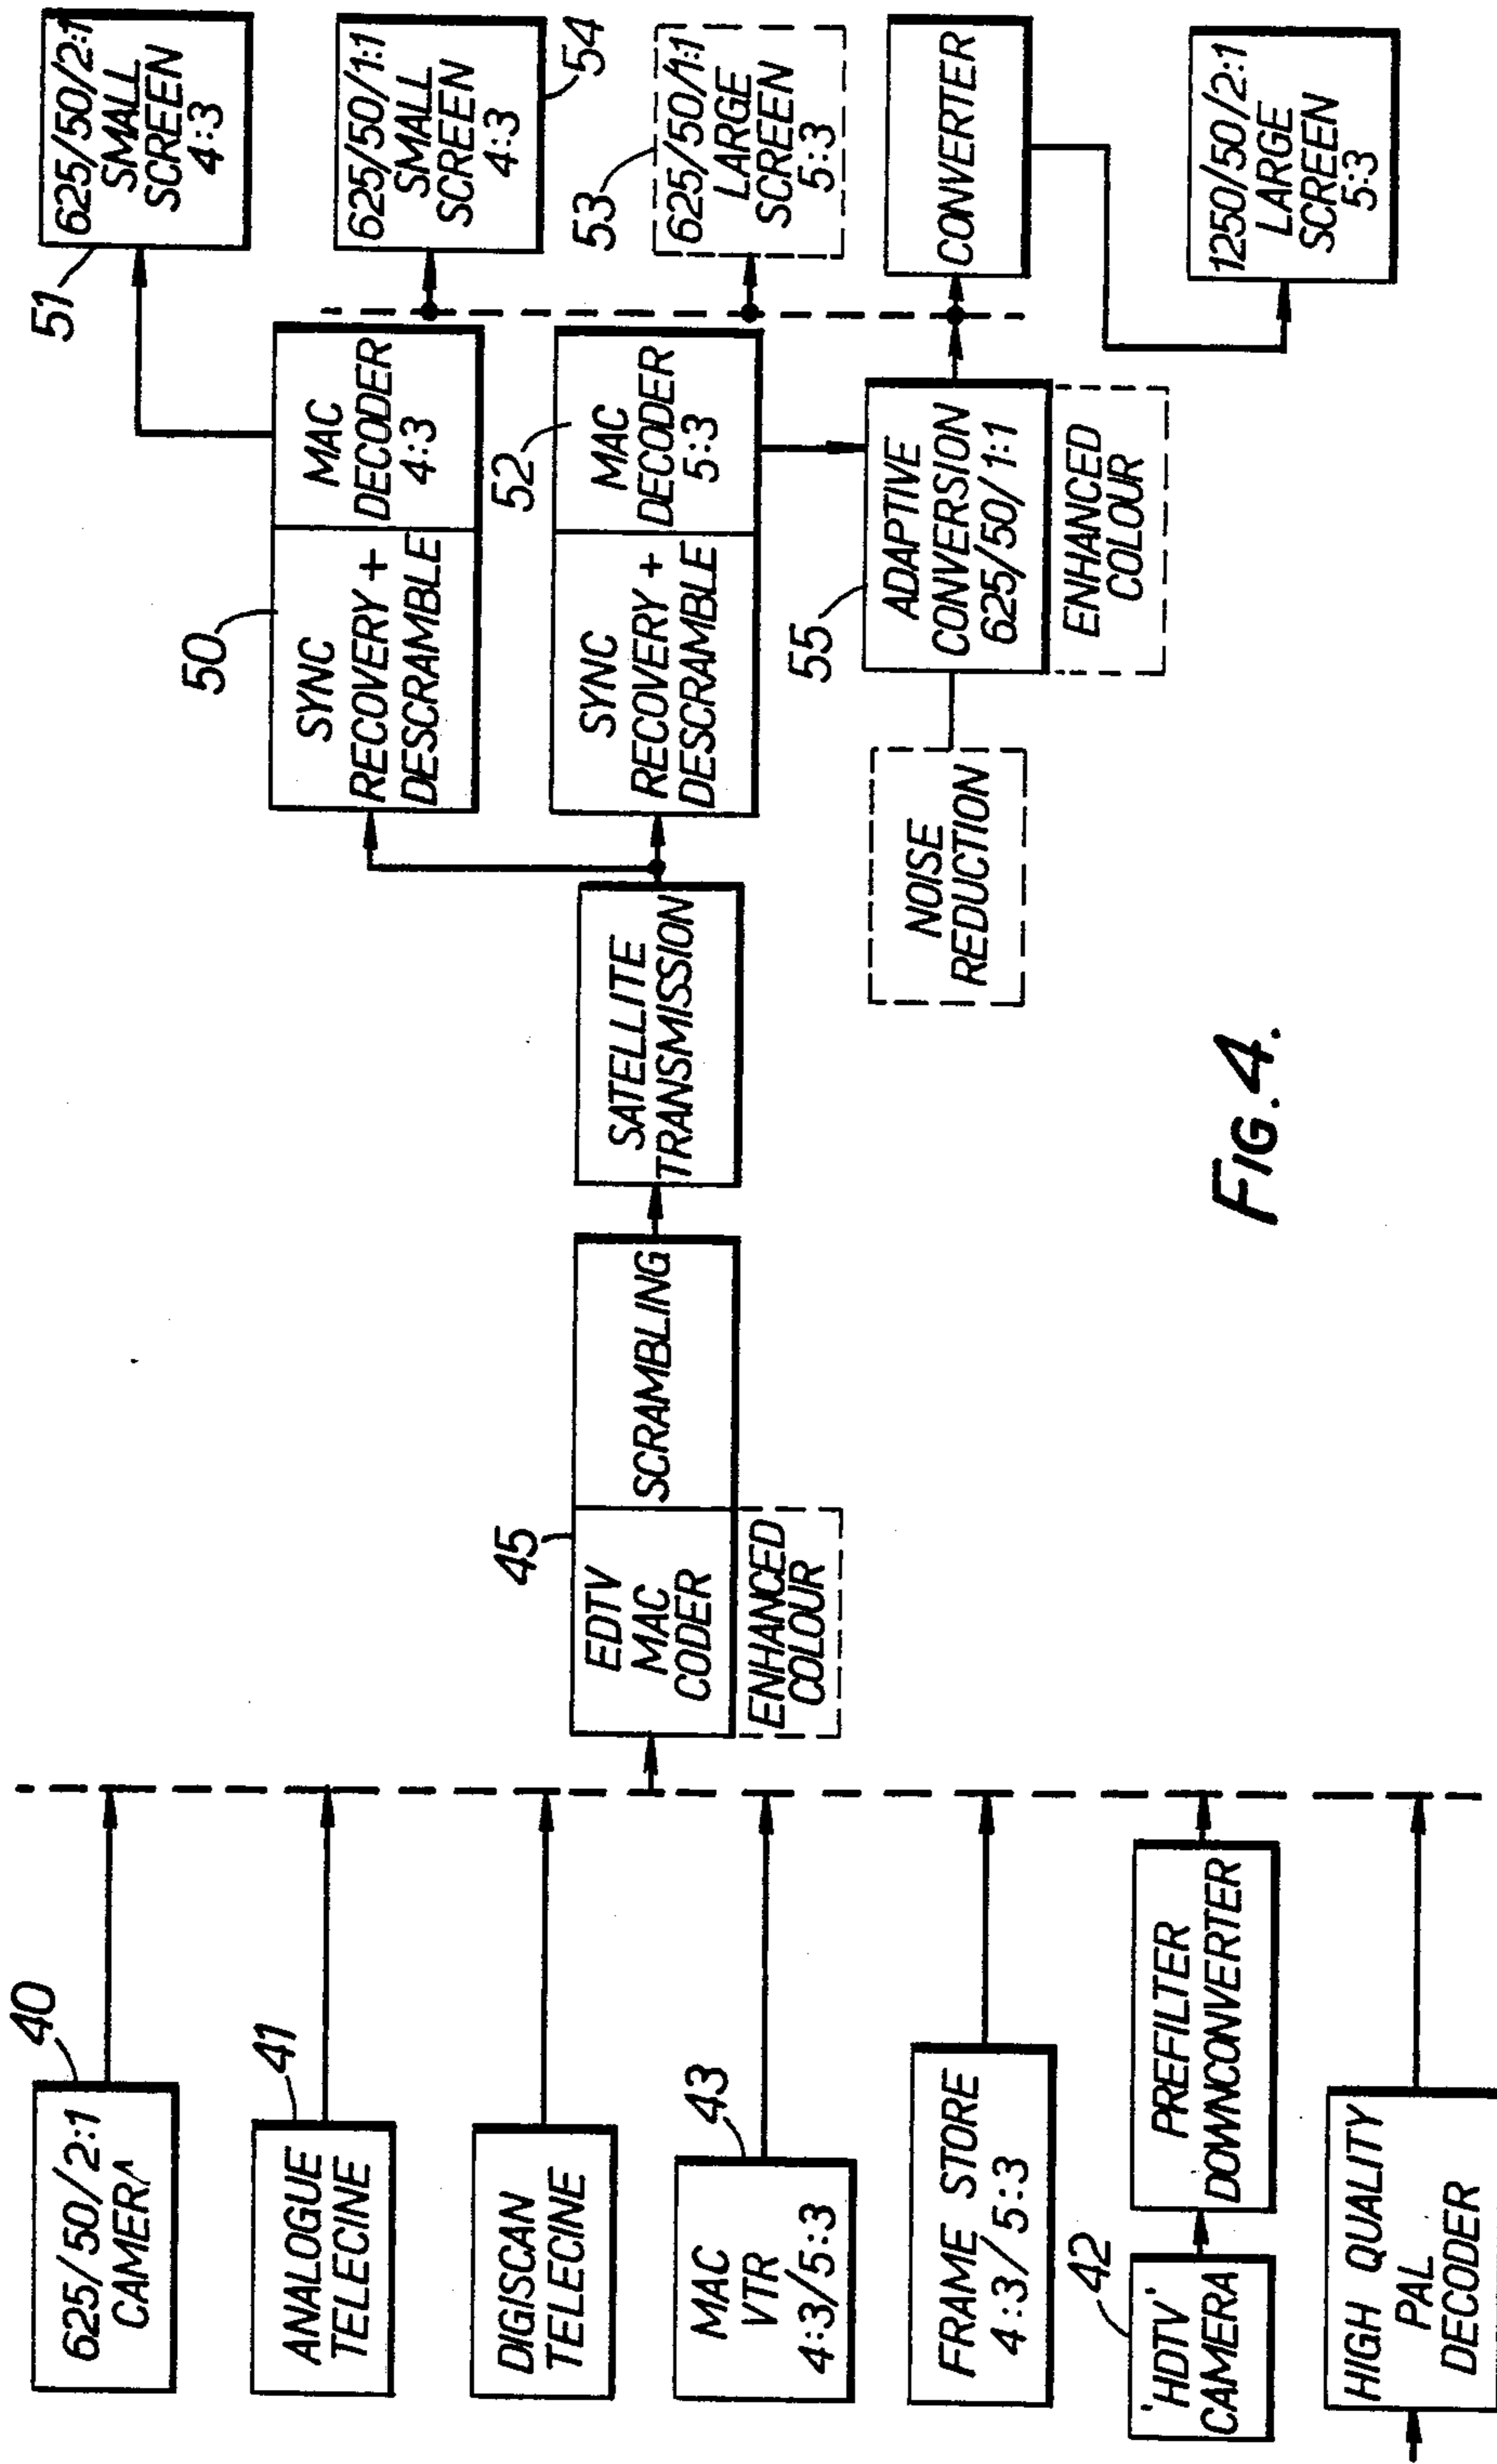 40
625/50/2:1
CAMERA
41
ANALOGUE
TELECINE
DIGISCAN
TELECINE
43
MAC
VTR
4:3/5:3
FRAME STORE
4:3/5:3
42
'HDTV'
CAMERA
PREFILTER
DOWNCONVERTER
HIGH QUALITY
PAL
DECODER
45
EDTV
MAC
CODER
SCRAMBLING
ENHANCED
COLOUR
SATELLITE
TRANSMISSION
50
SYNC
RECOVERY +
DESCRAMBLE
MAC
DECODER
4:3
52
SYNC
RECOVERY +
DESCRAMBLE
MAC
DECODER
5:3
NOISE
REDUCTION
55
ADAPTIVE
CONVERSION
625/50/1:1
ENHANCED
COLOUR
51
625/50/2:1
SMALL
SCREEN
4:3
625/50/1:1
SMALL
SCREEN
4:3
54
53
625/50/1:1
LARGE
SCREEN
5:3
CONVERTER
1250/50/2:1
LARGE
SCREEN
5:3
FIG. 4.